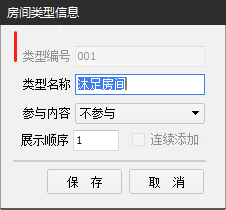 房间类型信息
类型编号 001
类型名称 沐足房间
参与内容 不参与
展示顺序 1 连续添加
保 存 取 消